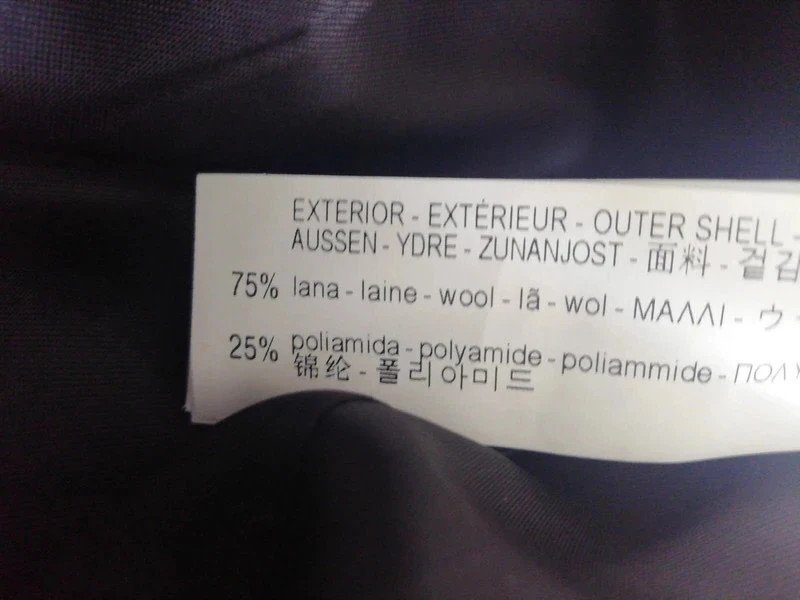 EXTERIOR - EXTÉRIEUR - OUTER SHELL -
AUSSEN - YDRE - ZUNANJOST - 面料 - 겉감
75% lana - laine - wool - lã - wol - ΜΑΛΛΙ - ウ -
25% poliamida - polyamide - poliammide - ΠΟΛΥ
锦纶 - 폴리아미드